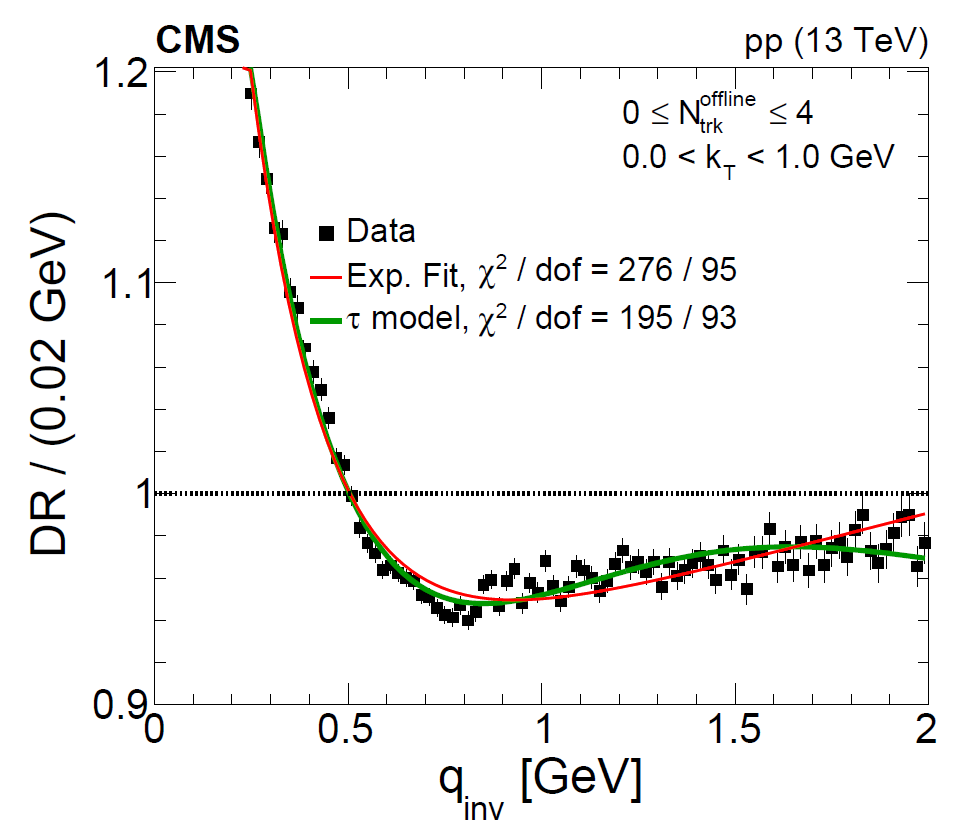 CMS
pp (13 TeV)
1.2
0 ≤ N_trk^offline ≤ 4
0.0 < k_T < 1.0 GeV
Data
Exp. Fit, χ² / dof = 276 / 95
τ model, χ² / dof = 195 / 93
1.1
1
0.9
DR / (0.02 GeV)
0 0.5 1 1.5 2
q_inv [GeV]